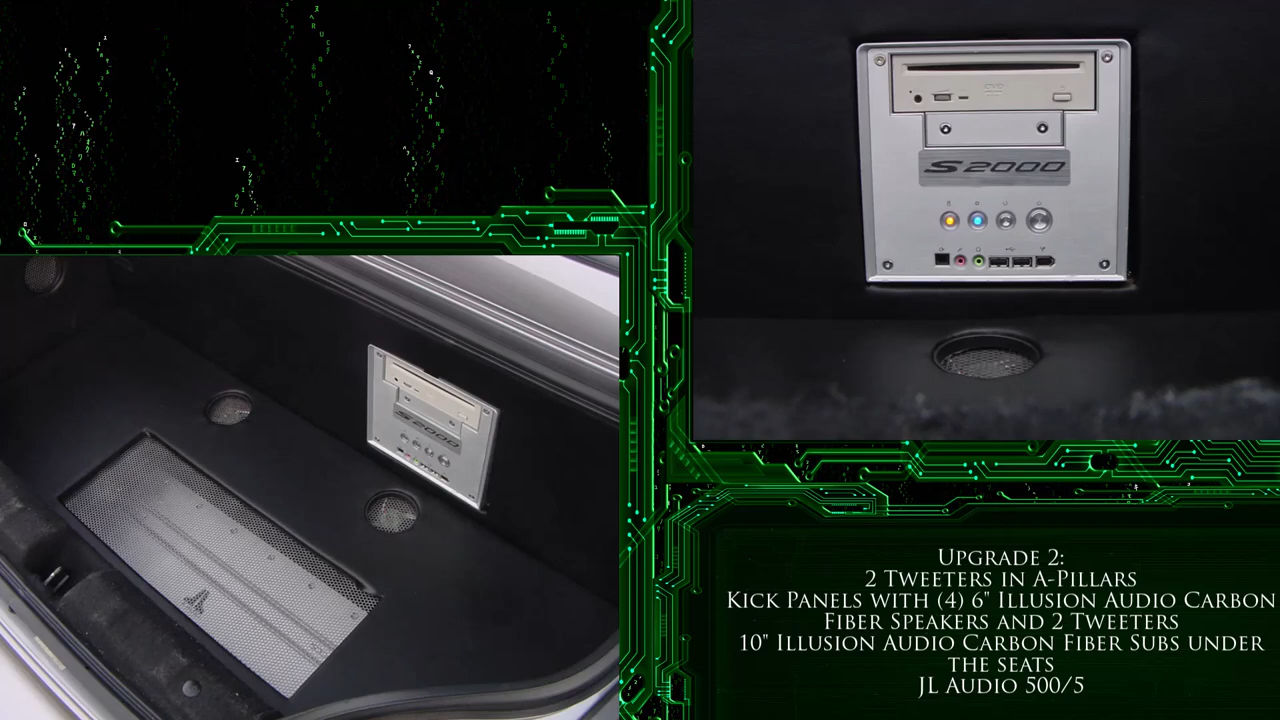 DVD
S2000
S2000
UPGRADE 2:
2 TWEETERS IN A-PILLARS
KICK PANELS WITH (4) 6" ILLUSION AUDIO CARBON
FIBER SPEAKERS AND 2 TWEETERS
10" ILLUSION AUDIO CARBON FIBER SUBS UNDER
THE SEATS
JL AUDIO 500/5